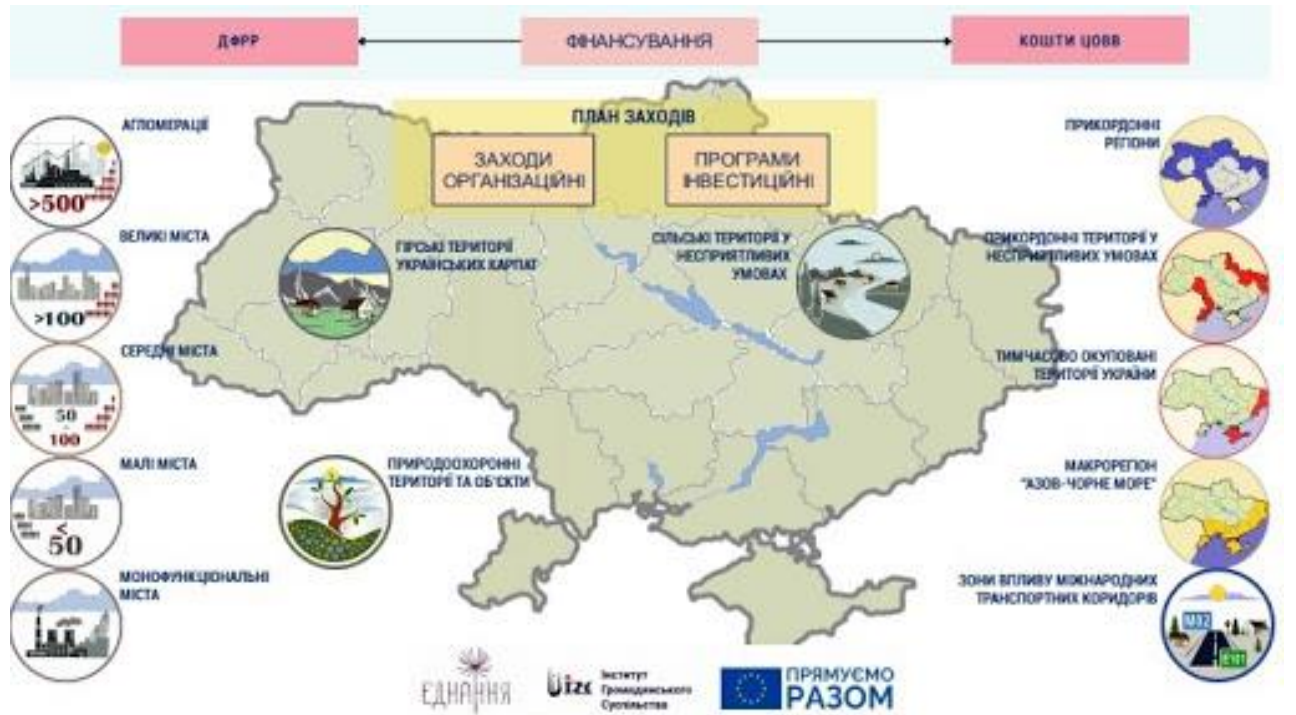 ДФРР
ФІНАНСУВАННЯ
КОШТИ ЦОВВ
ПЛАН ЗАХОДІВ
ЗАХОДИ
ОРГАНІЗАЦІЙНІ
ПРОГРАМИ
ІНВЕСТИЦІЙНІ
АГЛОМЕРАЦІЇ
>500
ВЕЛИКІ МІСТА
>100
СЕРЕДНІ МІСТА
50
-
100
МАЛІ МІСТА
<
50
МОНОФУНКЦІОНАЛЬНІ
МІСТА
ГІРСЬКІ ТЕРИТОРІЇ
УКРАЇНСЬКИХ КАРПАТ
СІЛЬСЬКІ ТЕРИТОРІЇ У
НЕСПРИЯТЛИВИХ
УМОВАХ
ПРИРОДООХОРОННІ
ТЕРИТОРІЇ ТА ОБ'ЄКТИ
ПРИКОРДОННІ
РЕГІОНИ
ПРИКОРДОННІ ТЕРИТОРІЇ У
НЕСПРИЯТЛИВИХ УМОВАХ
ТИМЧАСОВО ОКУПОВАНІ
ТЕРИТОРІЇ УКРАЇНИ
МАКРОРЕГІОН
"АЗОВ-ЧОРНЕ МОРЕ"
ЗОНИ ВПЛИВУ МІЖНАРОДНИХ
ТРАНСПОРТНИХ КОРИДОРІВ
M02
E101
ЄДНАННЯ
Інститут
Громадянського
Суспільства
ПРЯМУЄМО
РАЗОМ